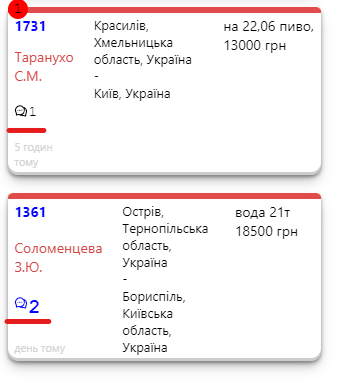 1
1731
Таранухо
С.М.
1
5 годин
тому
Красилів,
Хмельницька
область, Україна
-
Київ, Україна
на 22,06 пиво,
13000 грн
1361
Соломенцева
З.Ю.
2
день тому
Острів,
Тернопільська
область,
Україна
-
Бориспіль,
Київська
область,
Україна
вода 21т
18500 грн